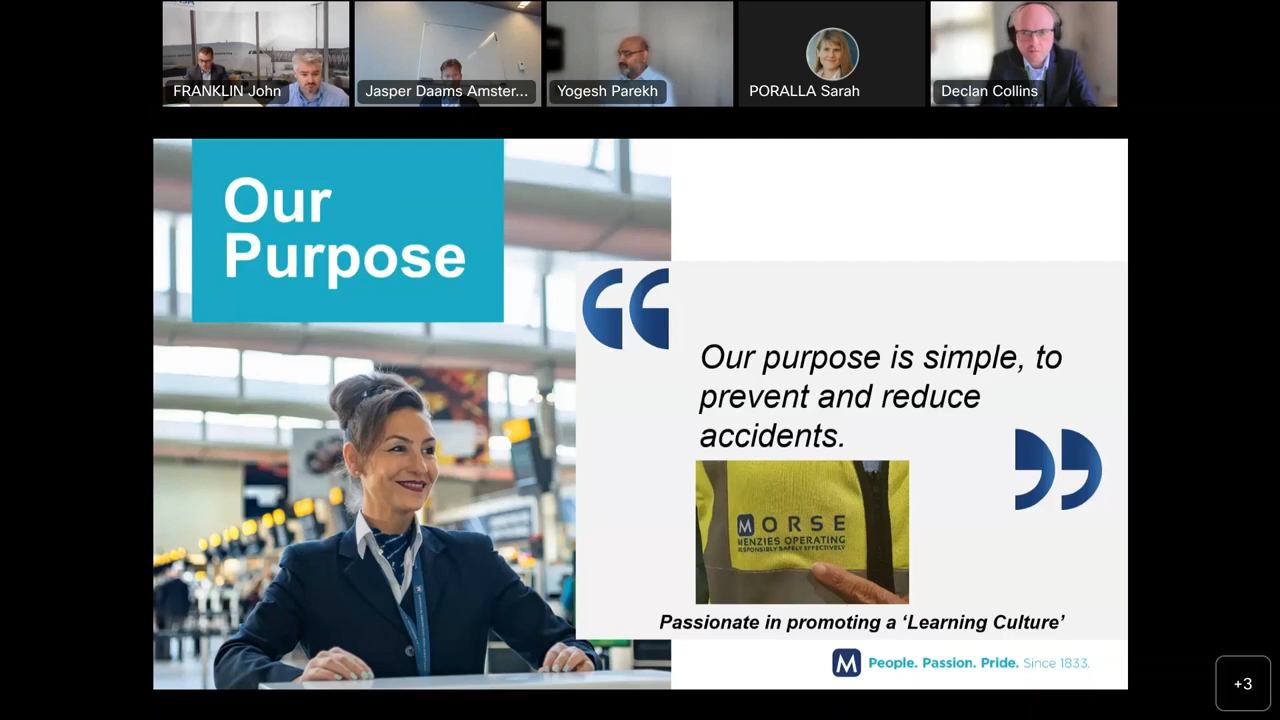 FRANKLIN John
Jasper Daams Amster...
Yogesh Parekh
PORALLA Sarah
Declan Collins
Our
Purpose
Our purpose is simple, to
prevent and reduce
accidents.
MORSE
MENZIES OPERATING
RESPONSIBLY SAFELY EFFECTIVELY
Passionate in promoting a ‘Learning Culture’
M People. Passion. Pride. Since 1833.
+3